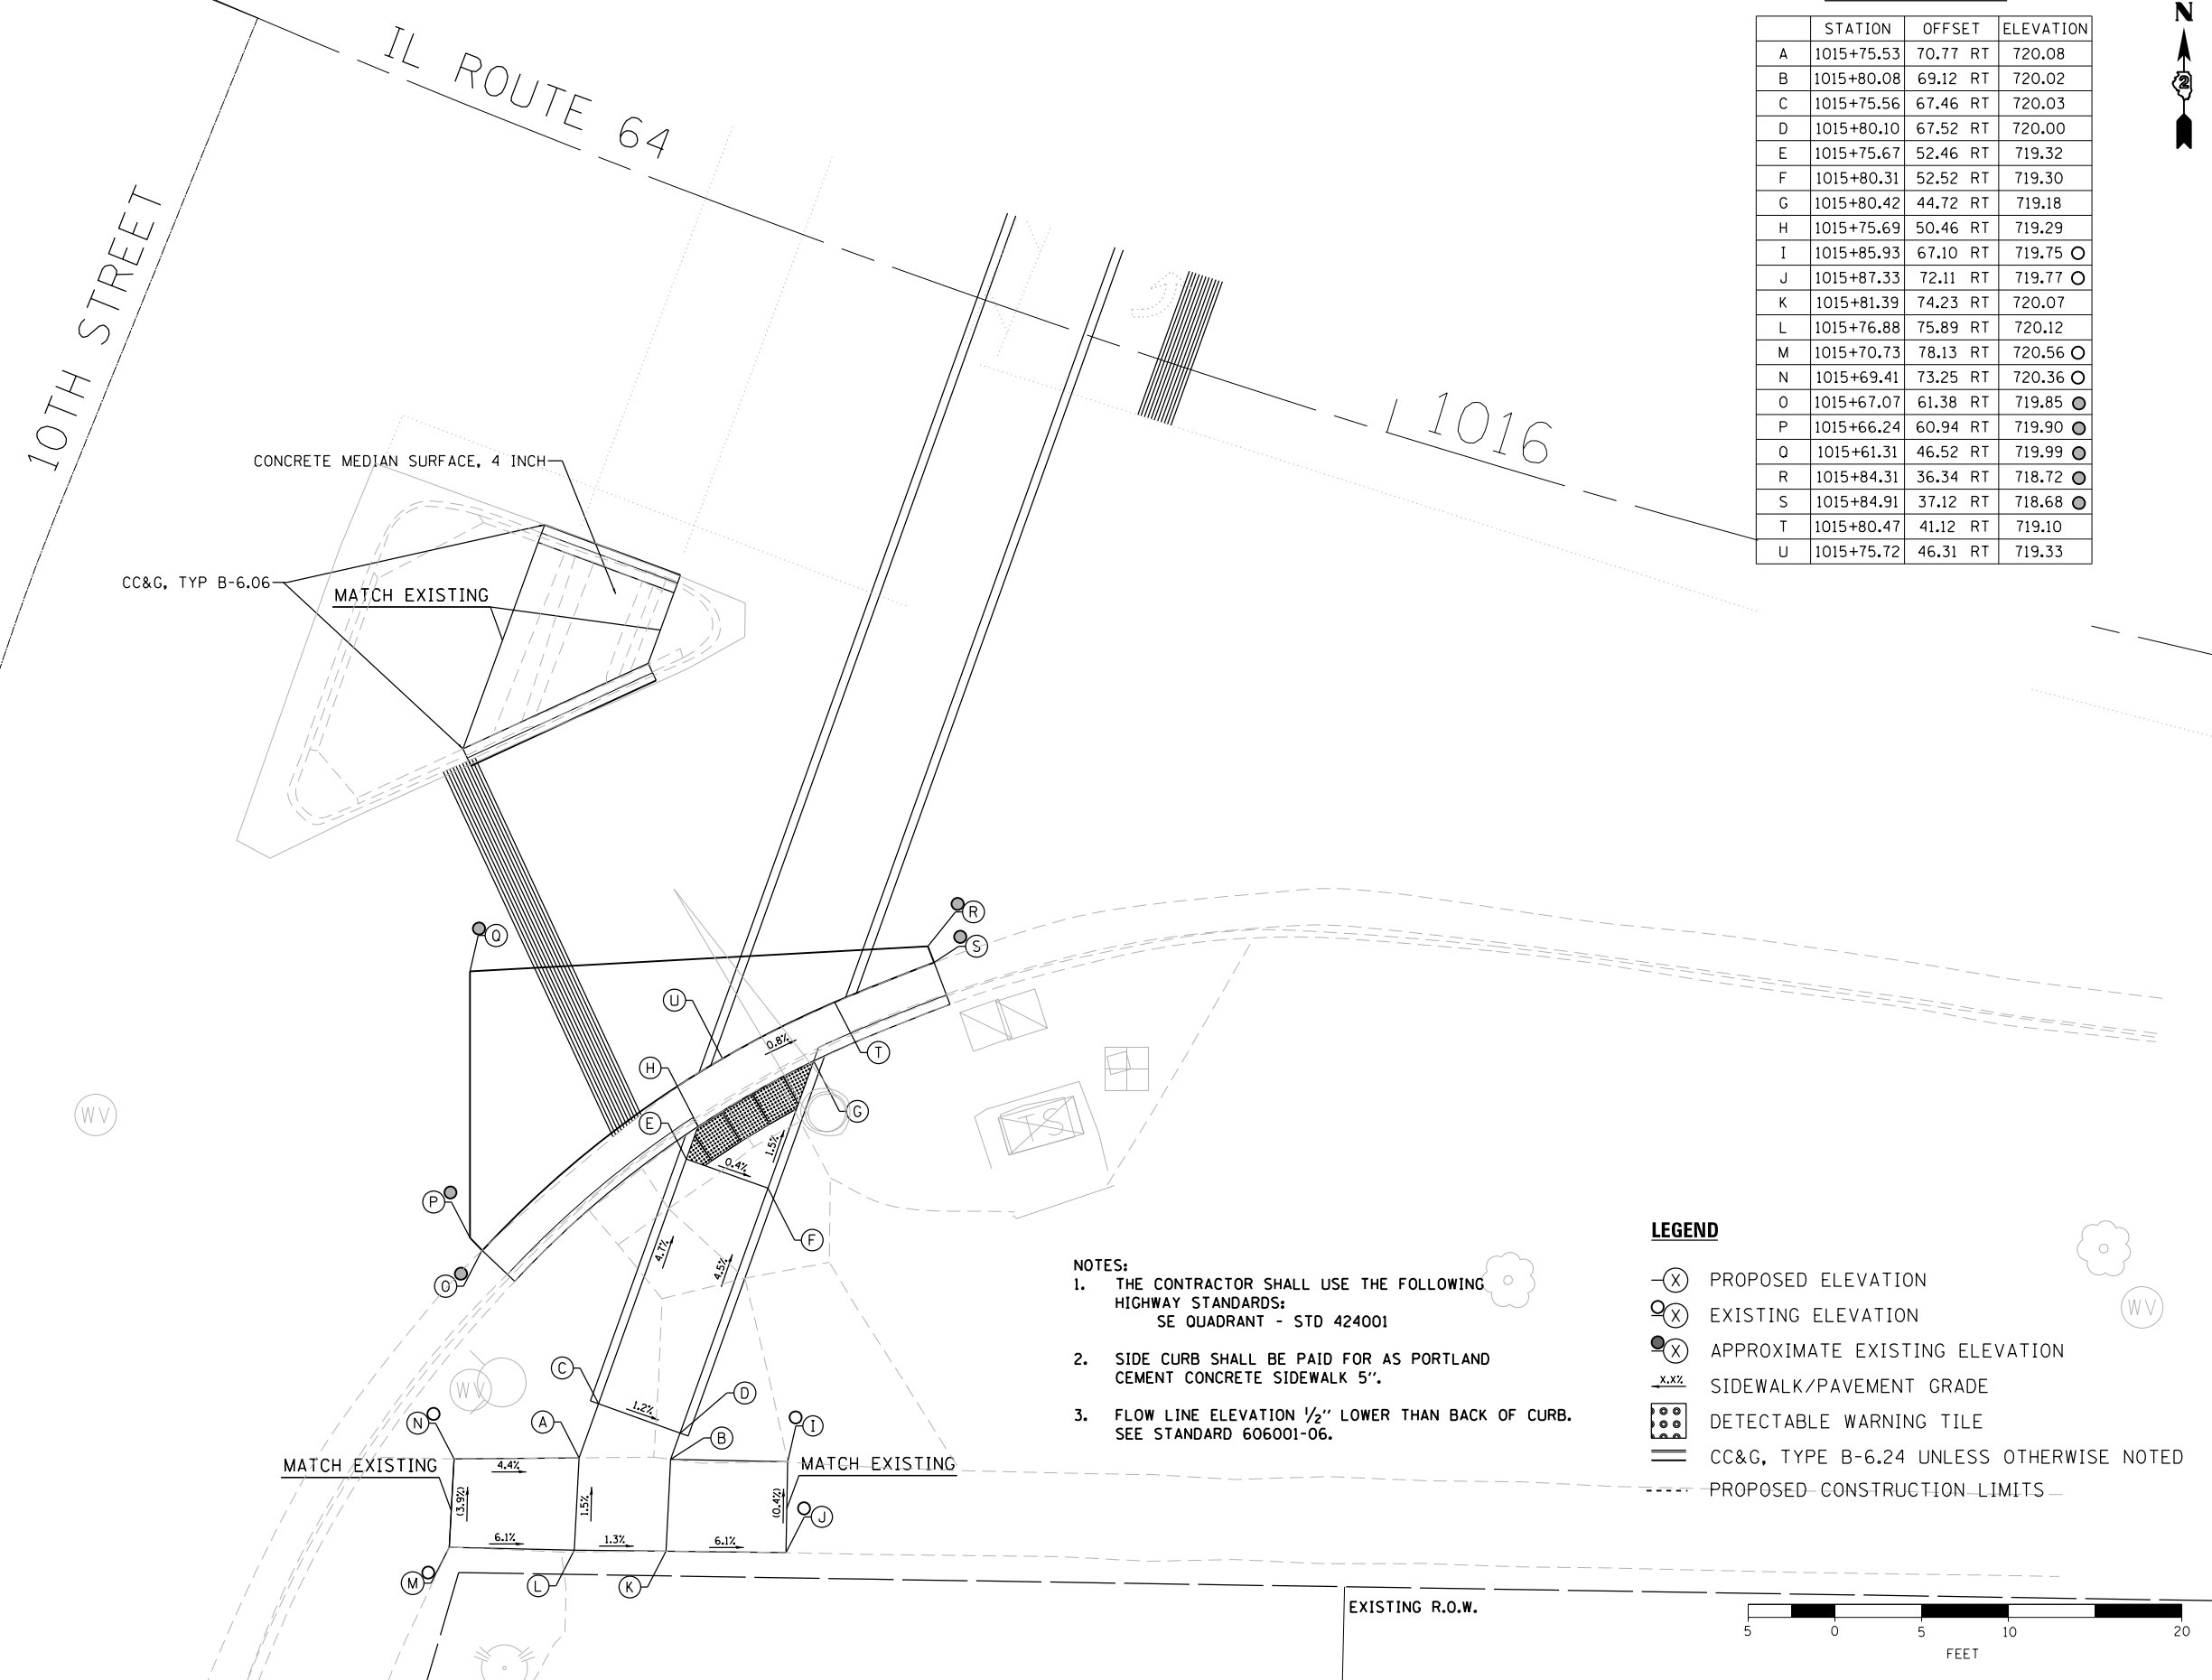 IL ROUTE 64
10TH STREET
1016
N
2
STATION OFFSET ELEVATION
A 1015+75.53 70.77 RT 720.08
B 1015+80.08 69.12 RT 720.02
C 1015+75.56 67.46 RT 720.03
D 1015+80.10 67.52 RT 720.00
E 1015+75.67 52.46 RT 719.32
F 1015+80.31 52.52 RT 719.30
G 1015+80.42 44.72 RT 719.18
H 1015+75.69 50.46 RT 719.29
I 1015+85.93 67.10 RT 719.75
J 1015+87.33 72.11 RT 719.77
K 1015+81.39 74.23 RT 720.07
L 1015+76.88 75.89 RT 720.12
M 1015+70.73 78.13 RT 720.56
N 1015+69.41 73.25 RT 720.36
O 1015+67.07 61.38 RT 719.85
P 1015+66.24 60.94 RT 719.90
Q 1015+61.31 46.52 RT 719.99
R 1015+84.31 36.34 RT 718.72
S 1015+84.91 37.12 RT 718.68
T 1015+80.47 41.12 RT 719.10
U 1015+75.72 46.31 RT 719.33
CONCRETE MEDIAN SURFACE, 4 INCH
CC&G, TYP B-6.06
MATCH EXISTING
R
Q
S
U
0.8%
T
H
G
E
WV
TS
1.5%
0.4%
P
F
4.7%
4.5%
O
C
D
WV
1.2%
N
A
I
B
MATCH EXISTING
4.4%
MATCH EXISTING
(3.9%)
1.5%
(0.4%)
J
6.1%
1.3%
6.1%
M
L
K
NOTES:
1. THE CONTRACTOR SHALL USE THE FOLLOWING
HIGHWAY STANDARDS:
SE QUADRANT - STD 424001
2. SIDE CURB SHALL BE PAID FOR AS PORTLAND
CEMENT CONCRETE SIDEWALK 5".
3. FLOW LINE ELEVATION 1/2" LOWER THAN BACK OF CURB.
SEE STANDARD 606001-06.
LEGEND
X PROPOSED ELEVATION
X EXISTING ELEVATION
X APPROXIMATE EXISTING ELEVATION
X.X% SIDEWALK/PAVEMENT GRADE
DETECTABLE WARNING TILE
CC&G, TYPE B-6.24 UNLESS OTHERWISE NOTED
PROPOSED CONSTRUCTION LIMITS
WV
EXISTING R.O.W.
5 0 5 10 20
FEET